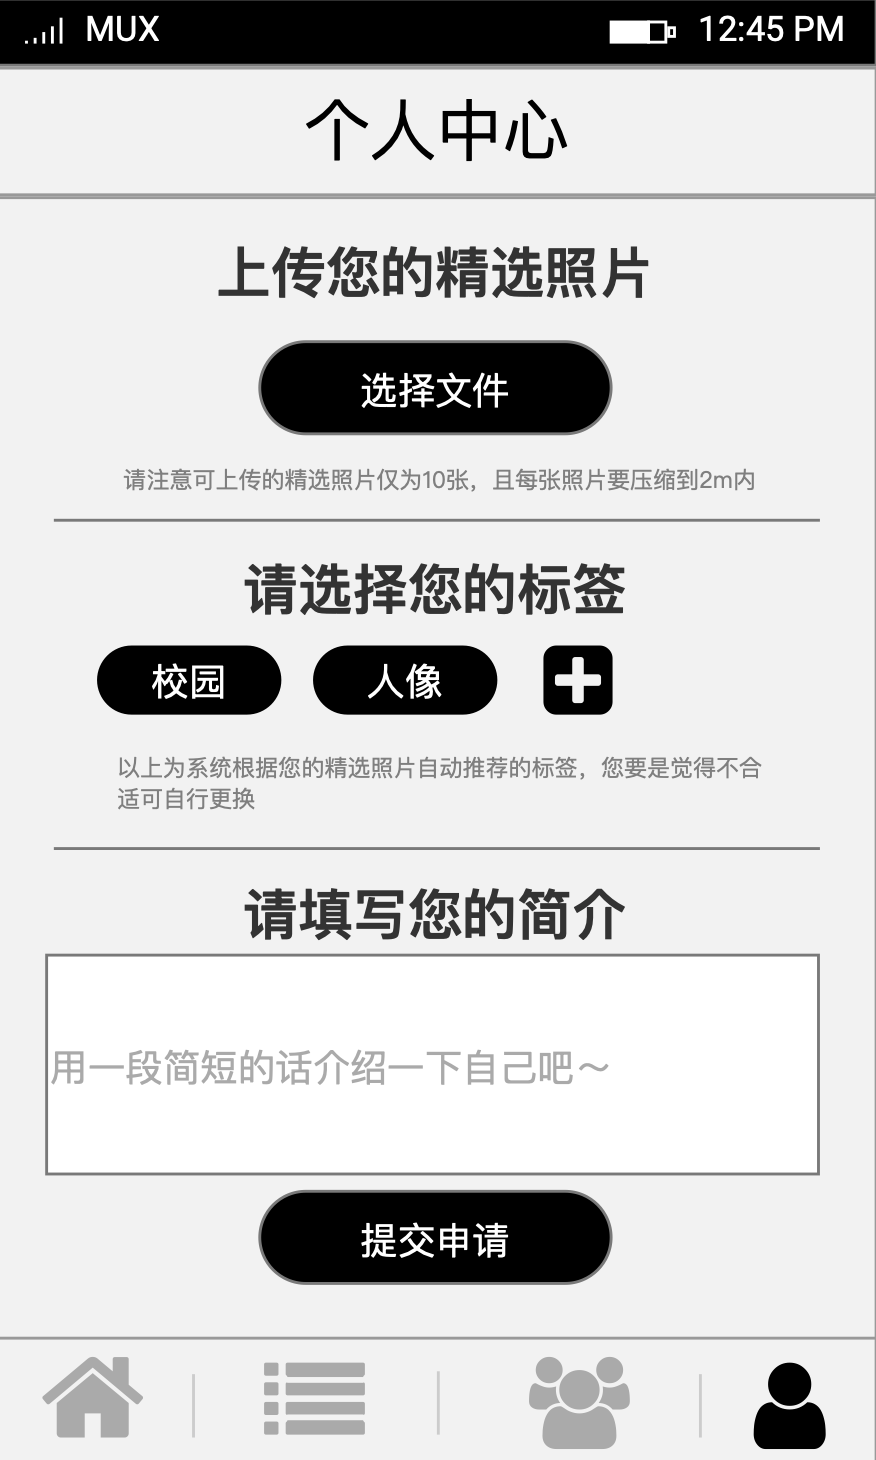 MUX 12:45 PM
个人中心
上传您的精选照片
选择文件
请注意可上传的精选照片仅为10张，且每张照片要压缩到2m内
请选择您的标签
校园 人像
以上为系统根据您的精选照片自动推荐的标签，您要是觉得不合
适可自行更换
请填写您的简介
用一段简短的话介绍一下自己吧～
提交申请